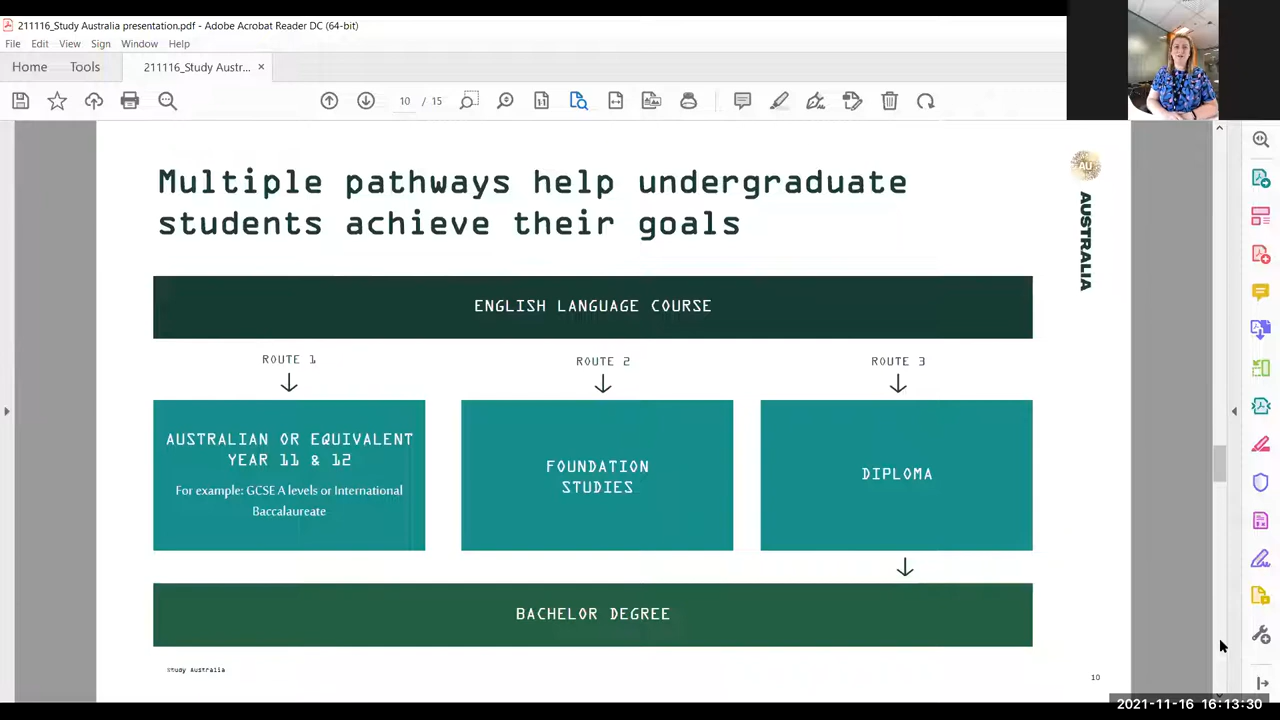 211116_Study Australia presentation.pdf - Adobe Acrobat Reader DC (64-bit)
File Edit View Sign Window Help
Home Tools 211116_Study Austr... ×
10 / 15
Multiple pathways help undergraduate
students achieve their goals
AU
AUSTRALIA
ENGLISH LANGUAGE COURSE
ROUTE 1
ROUTE 2
ROUTE 3
AUSTRALIAN OR EQUIVALENT
YEAR 11 & 12
For example: GCSE A levels or International
Baccalaureate
FOUNDATION
STUDIES
DIPLOMA
BACHELOR DEGREE
Study Australia
10
2021-11-16 16:13:30